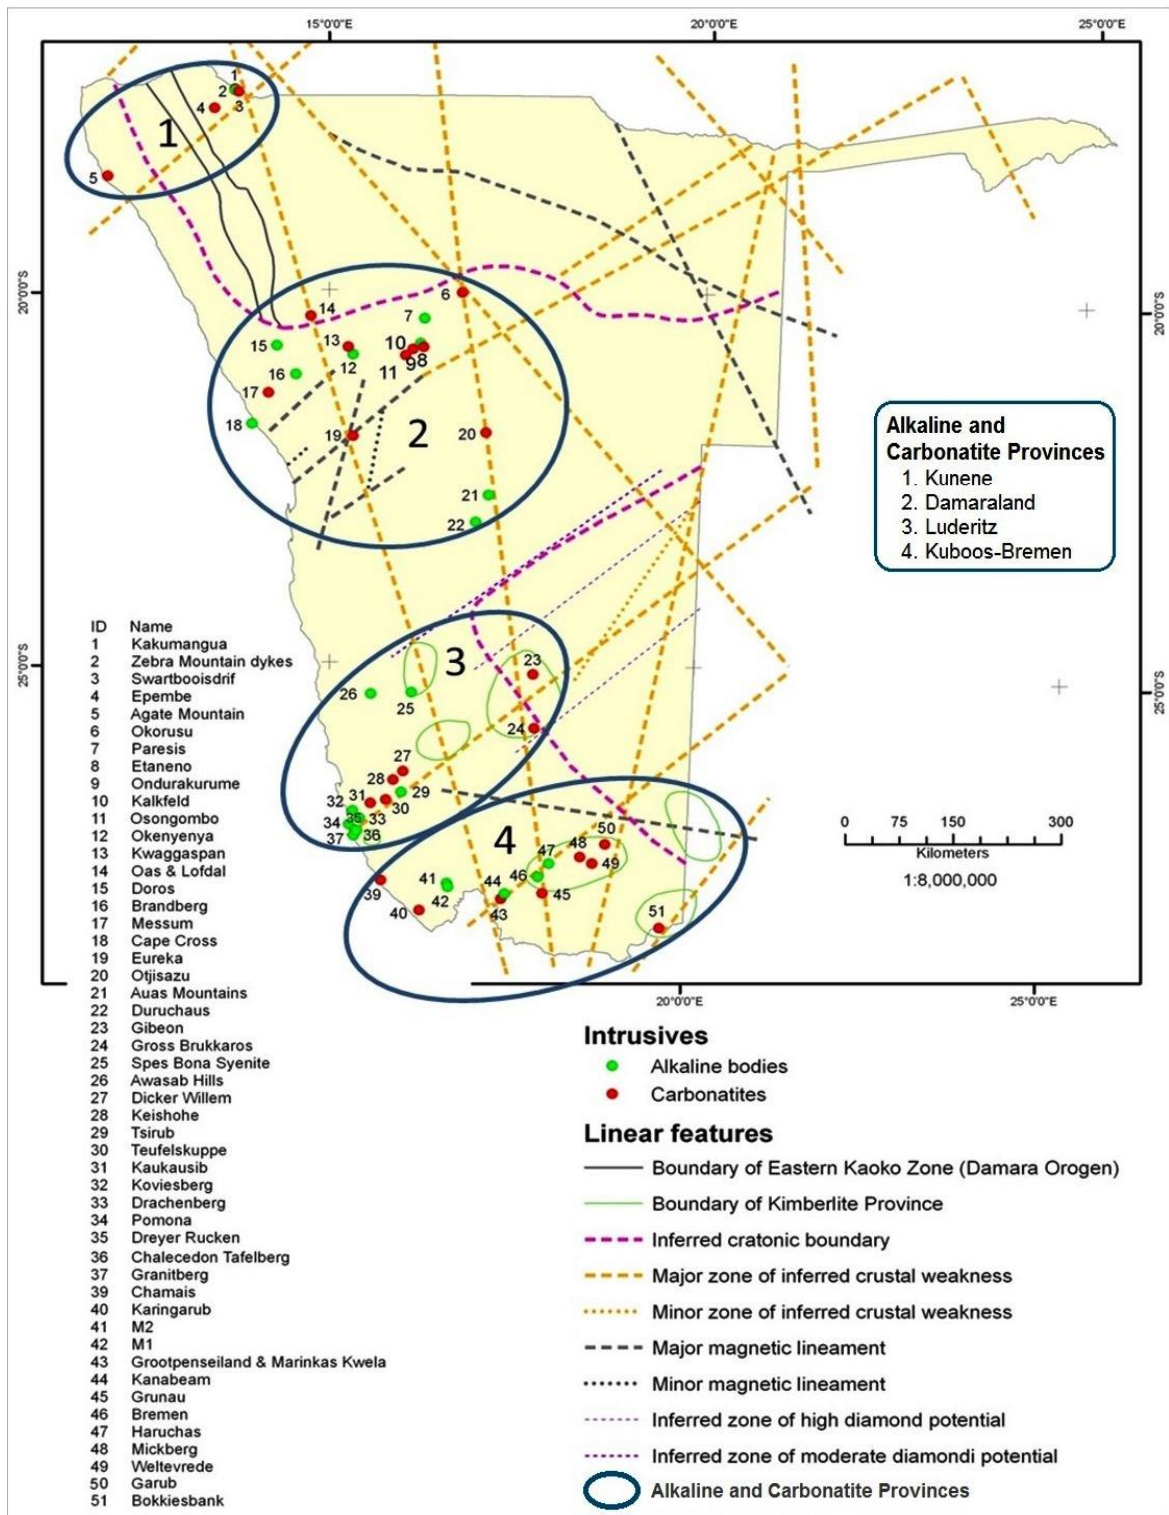 15°0'0"E 20°0'0"E 25°0'0"E
1
2
3
4
1
5
20°0'0"S
20°0'0"S
6
14
7
15
13
10
12
9
8
11
16
17
18
19
2
20
21
22
Alkaline and
Carbonatite Provinces
1. Kunene
2. Damaraland
3. Luderitz
4. Kuboos-Bremen
25°0'0"S
25°0'0"S
3
23
26
25
24
27
28
29
30
31
32
33
35
34
36
37
4
50
48
49
47
46
45
44
43
41
42
39
40
51
0 75 150 300
Kilometers
1:8,000,000
20°0'0"E 25°0'0"E
ID Name
1 Kakumangua
2 Zebra Mountain dykes
3 Swartbooisdrif
4 Epembe
5 Agate Mountain
6 Okorusu
7 Paresis
8 Etaneno
9 Ondurakurume
10 Kalkfeld
11 Osongombo
12 Okenyenya
13 Kwaggaspan
14 Oas & Lofdal
15 Doros
16 Brandberg
17 Messum
18 Cape Cross
19 Eureka
20 Otjisazu
21 Auas Mountains
22 Duruchaus
23 Gibeon
24 Gross Brukkaros
25 Spes Bona Syenite
26 Awasab Hills
27 Dicker Willem
28 Keishohe
29 Tsirub
30 Teufelskuppe
31 Kaukausib
32 Koviesberg
33 Drachenberg
34 Pomona
35 Dreyer Rucken
36 Chalecedon Tafelberg
37 Granitberg
39 Chamais
40 Karingarub
41 M2
42 M1
43 Grootpenseiland & Marinkas Kwela
44 Kanabeam
45 Grunau
46 Bremen
47 Haruchas
48 Mickberg
49 Weltevrede
50 Garub
51 Bokkiesbank
Intrusives
Alkaline bodies
Carbonatites
Linear features
Boundary of Eastern Kaoko Zone (Damara Orogen)
Boundary of Kimberlite Province
Inferred cratonic boundary
Major zone of inferred crustal weakness
Minor zone of inferred crustal weakness
Major magnetic lineament
Minor magnetic lineament
Inferred zone of high diamond potential
Inferred zone of moderate diamondi potential
Alkaline and Carbonatite Provinces